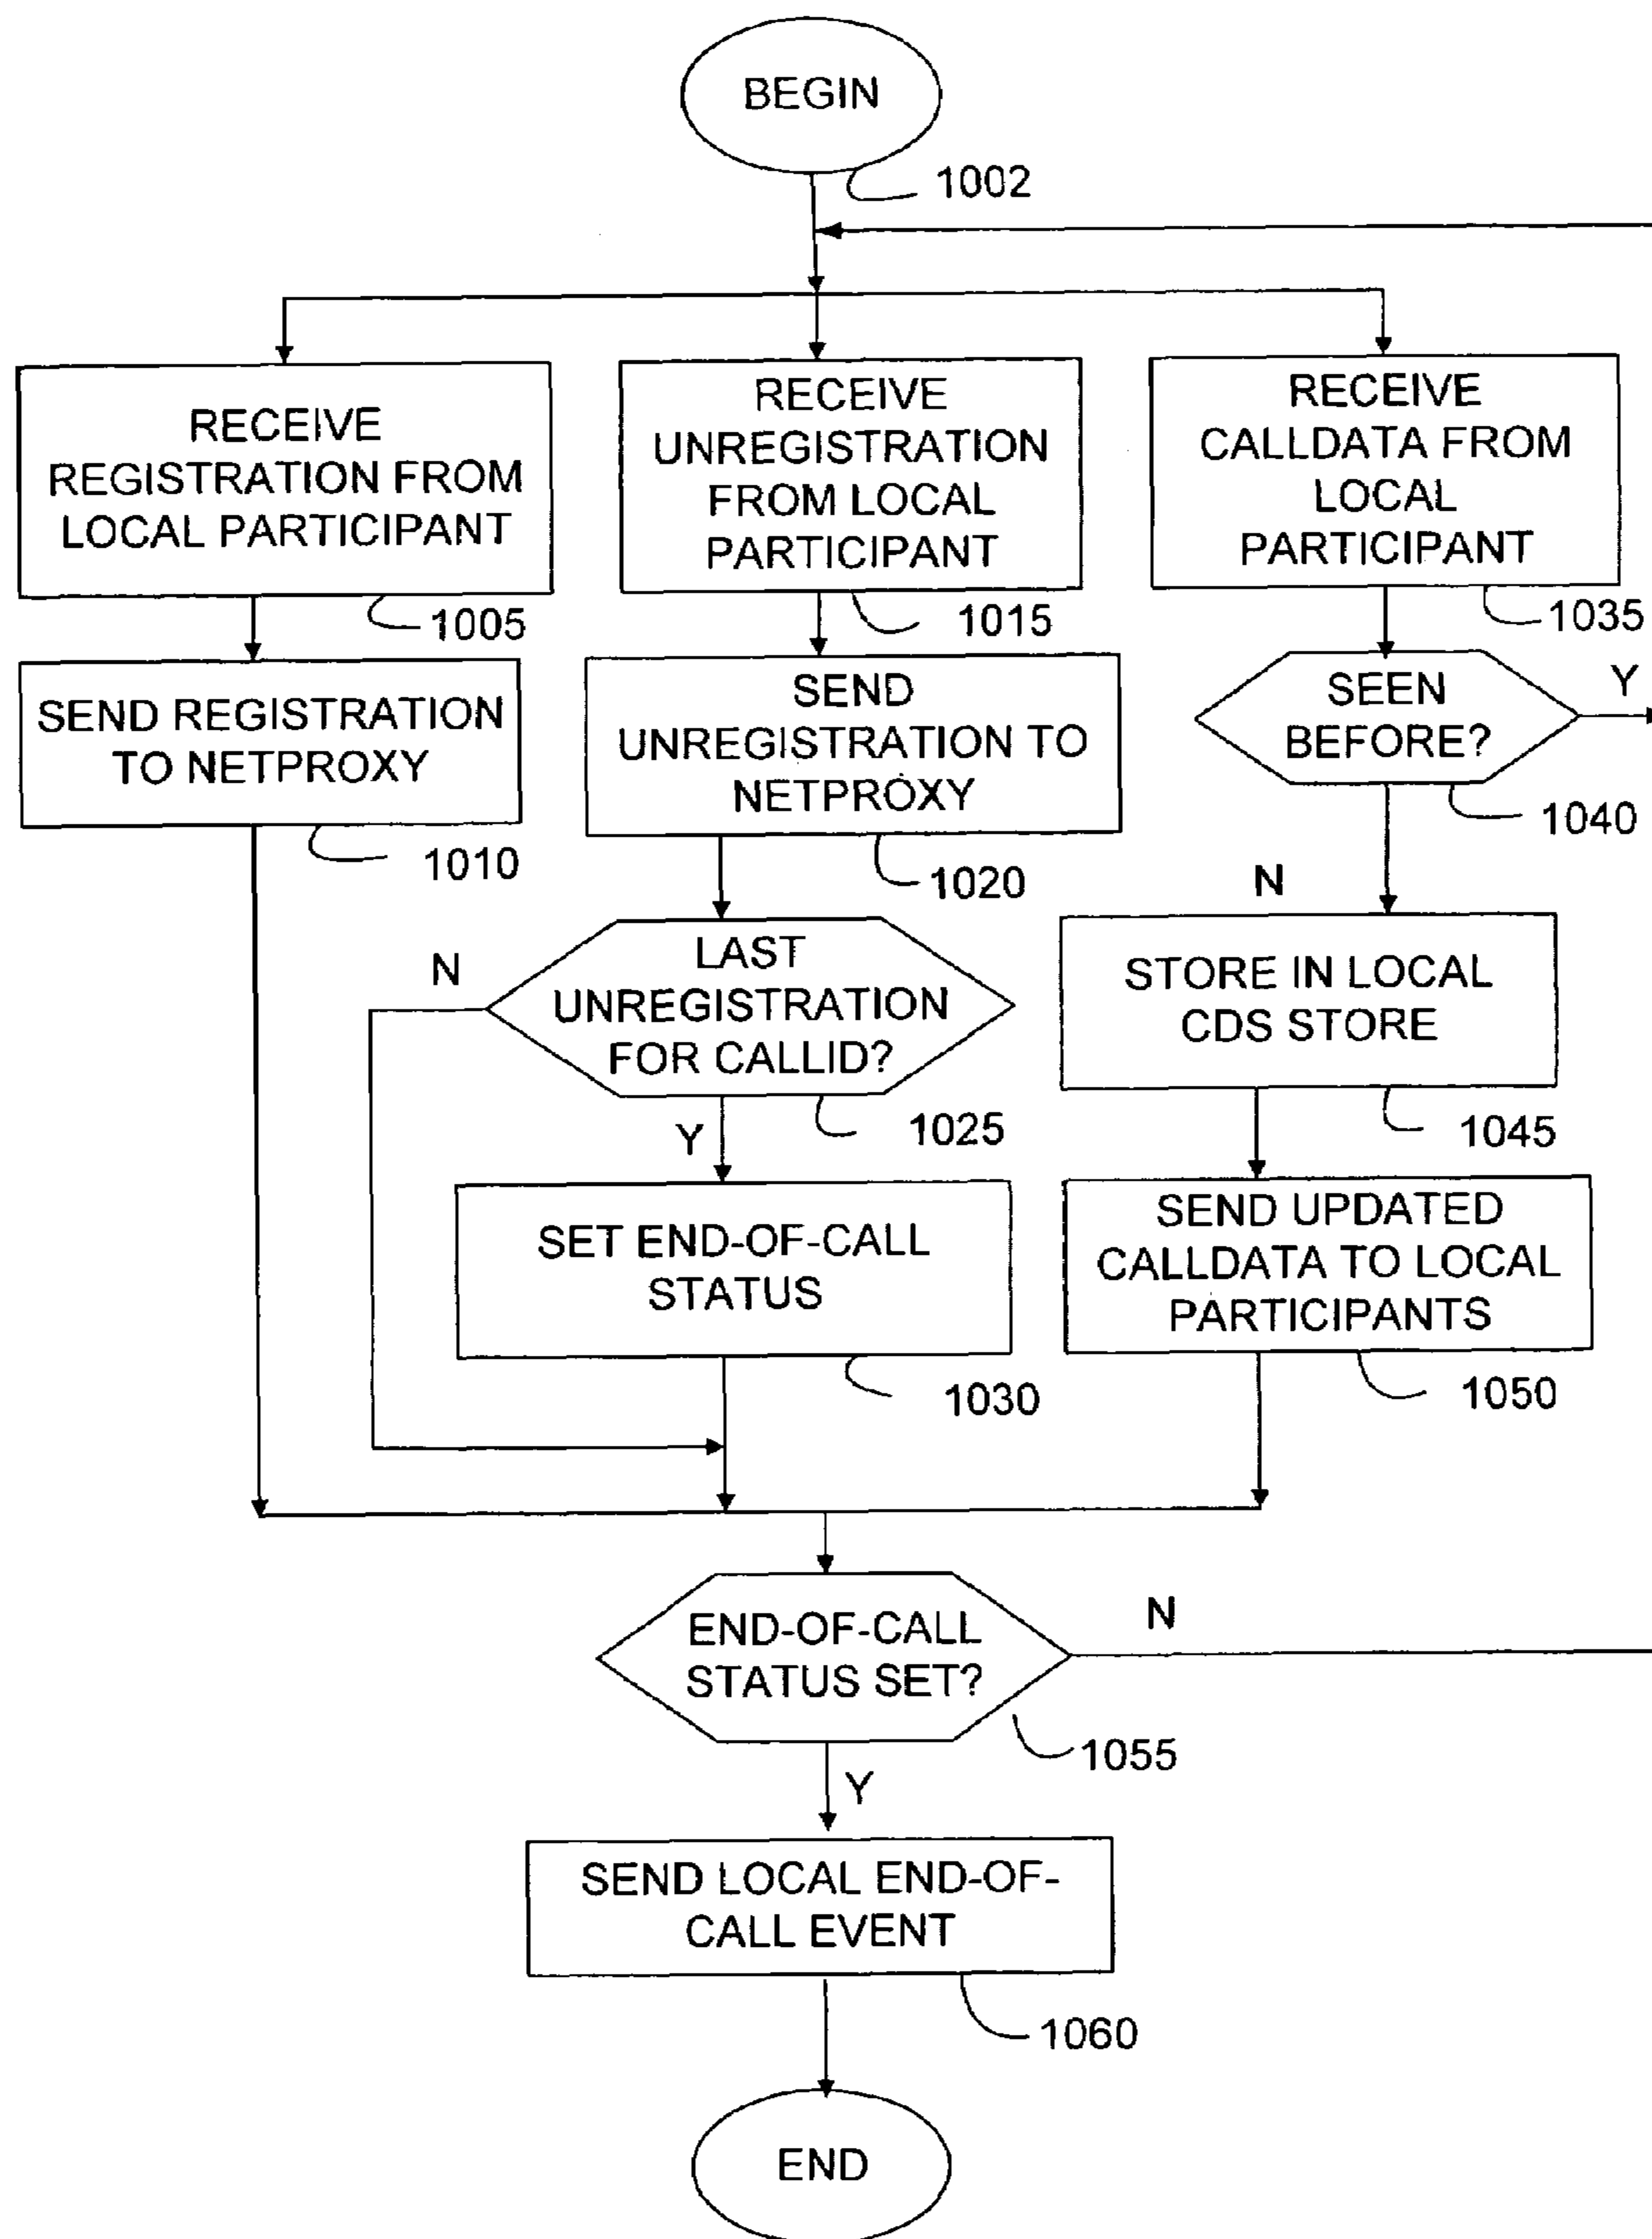 BEGIN
1002
RECEIVE
REGISTRATION FROM
LOCAL PARTICIPANT
1005
RECEIVE
UNREGISTRATION
FROM LOCAL
PARTICIPANT
1015
RECEIVE
CALLDATA FROM
LOCAL
PARTICIPANT
1035
SEND REGISTRATION
TO NETPROXY
1010
SEND
UNREGISTRATION TO
NETPROXY
1020
SEEN
BEFORE?
Y
1040
N
LAST
UNREGISTRATION
FOR CALLID?
N
1025
Y
STORE IN LOCAL
CDS STORE
1045
SET END-OF-CALL
STATUS
1030
SEND UPDATED
CALLDATA TO LOCAL
PARTICIPANTS
1050
END-OF-CALL
STATUS SET?
N
1055
Y
SEND LOCAL END-OF-
CALL EVENT
1060
END